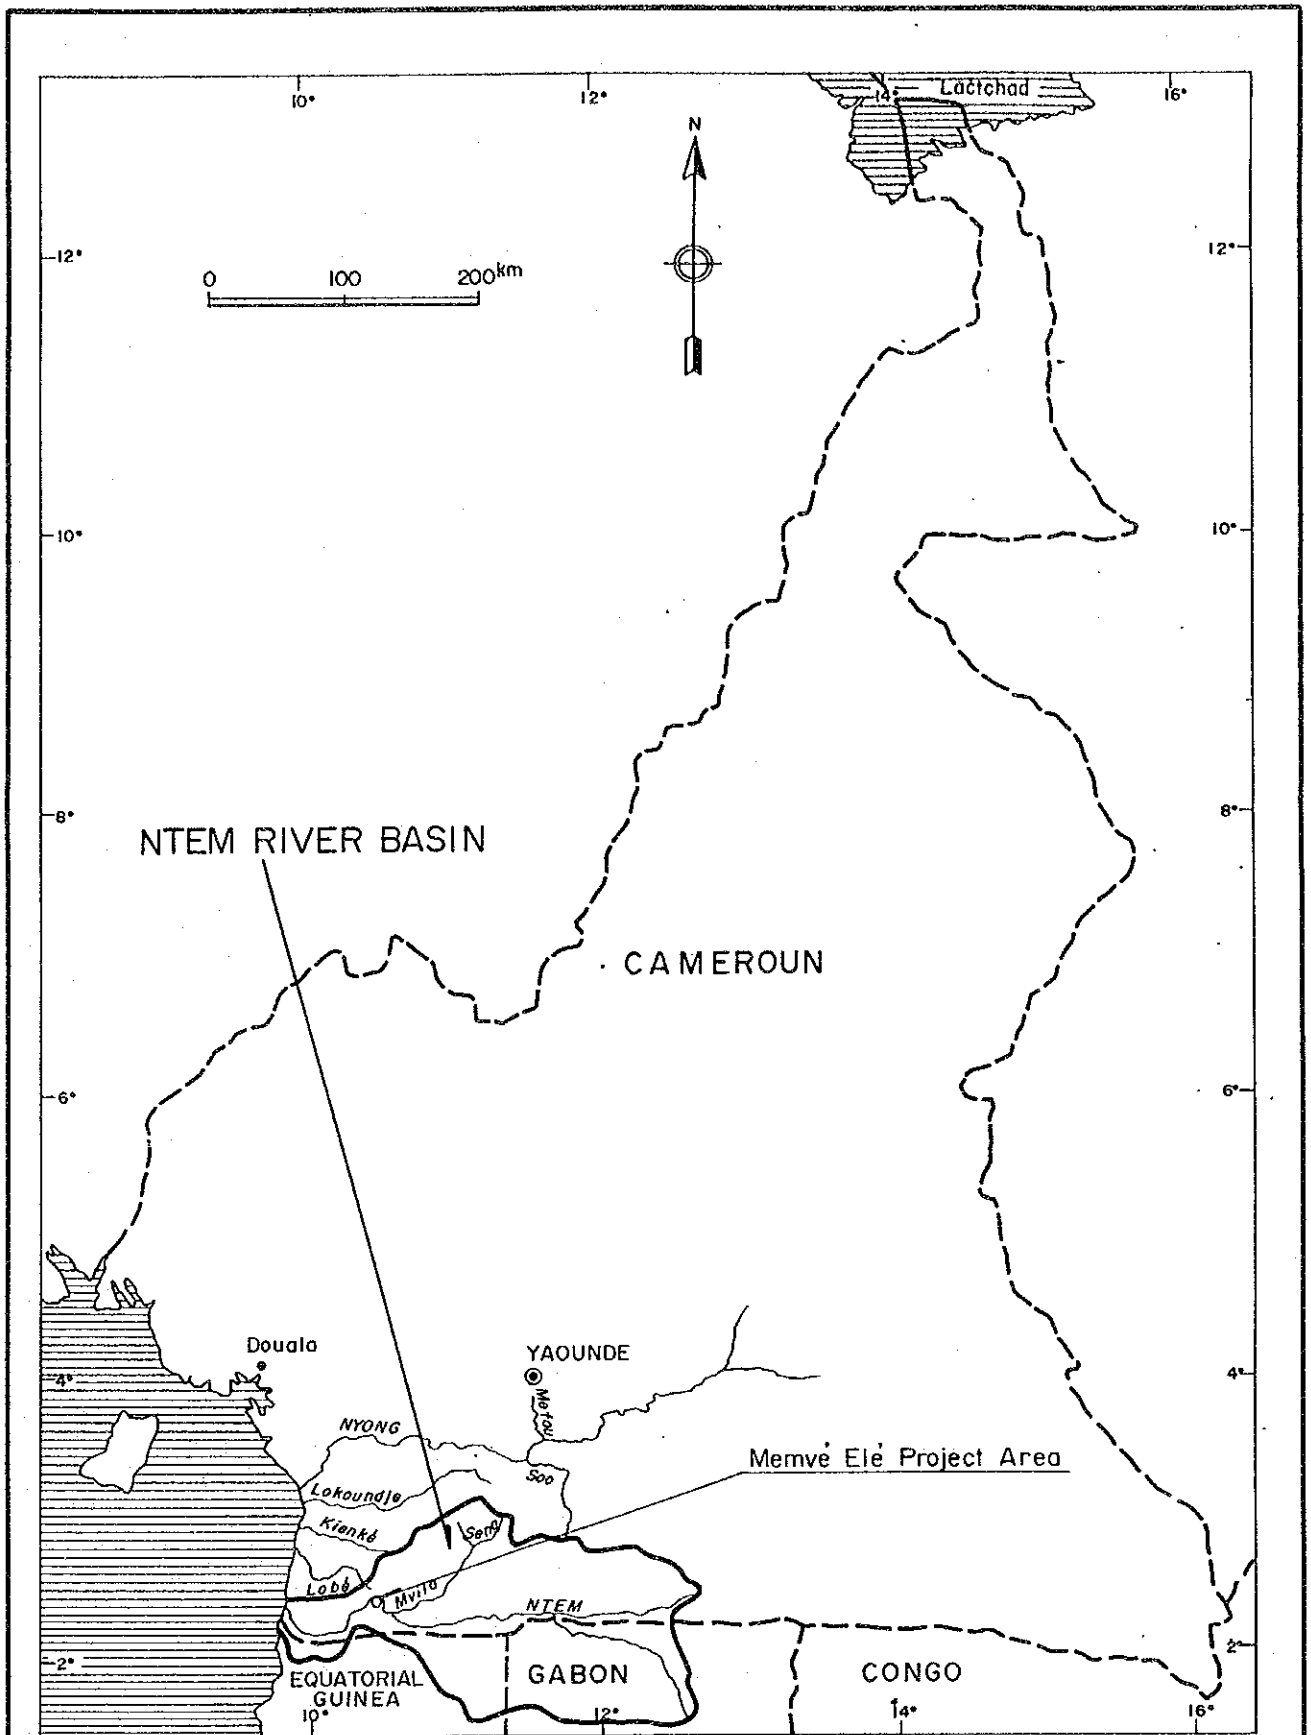 10° 12° 14° Lactchad 16°
N
12° 12°
0 100 200km
10° 10°
8° 8°
NTEM RIVER BASIN
CAMEROUN
6° 6°
Douala
YAOUNDE
4° 4°
Mefou
NYONG
Memvé Elé Project Area
Soo
Lokoundje
Kienké
Seng
Lobé
Mvila
NTEM
2° 2°
EQUATORIAL
GUINEA
GABON
CONGO
10° 12° 14° 16°